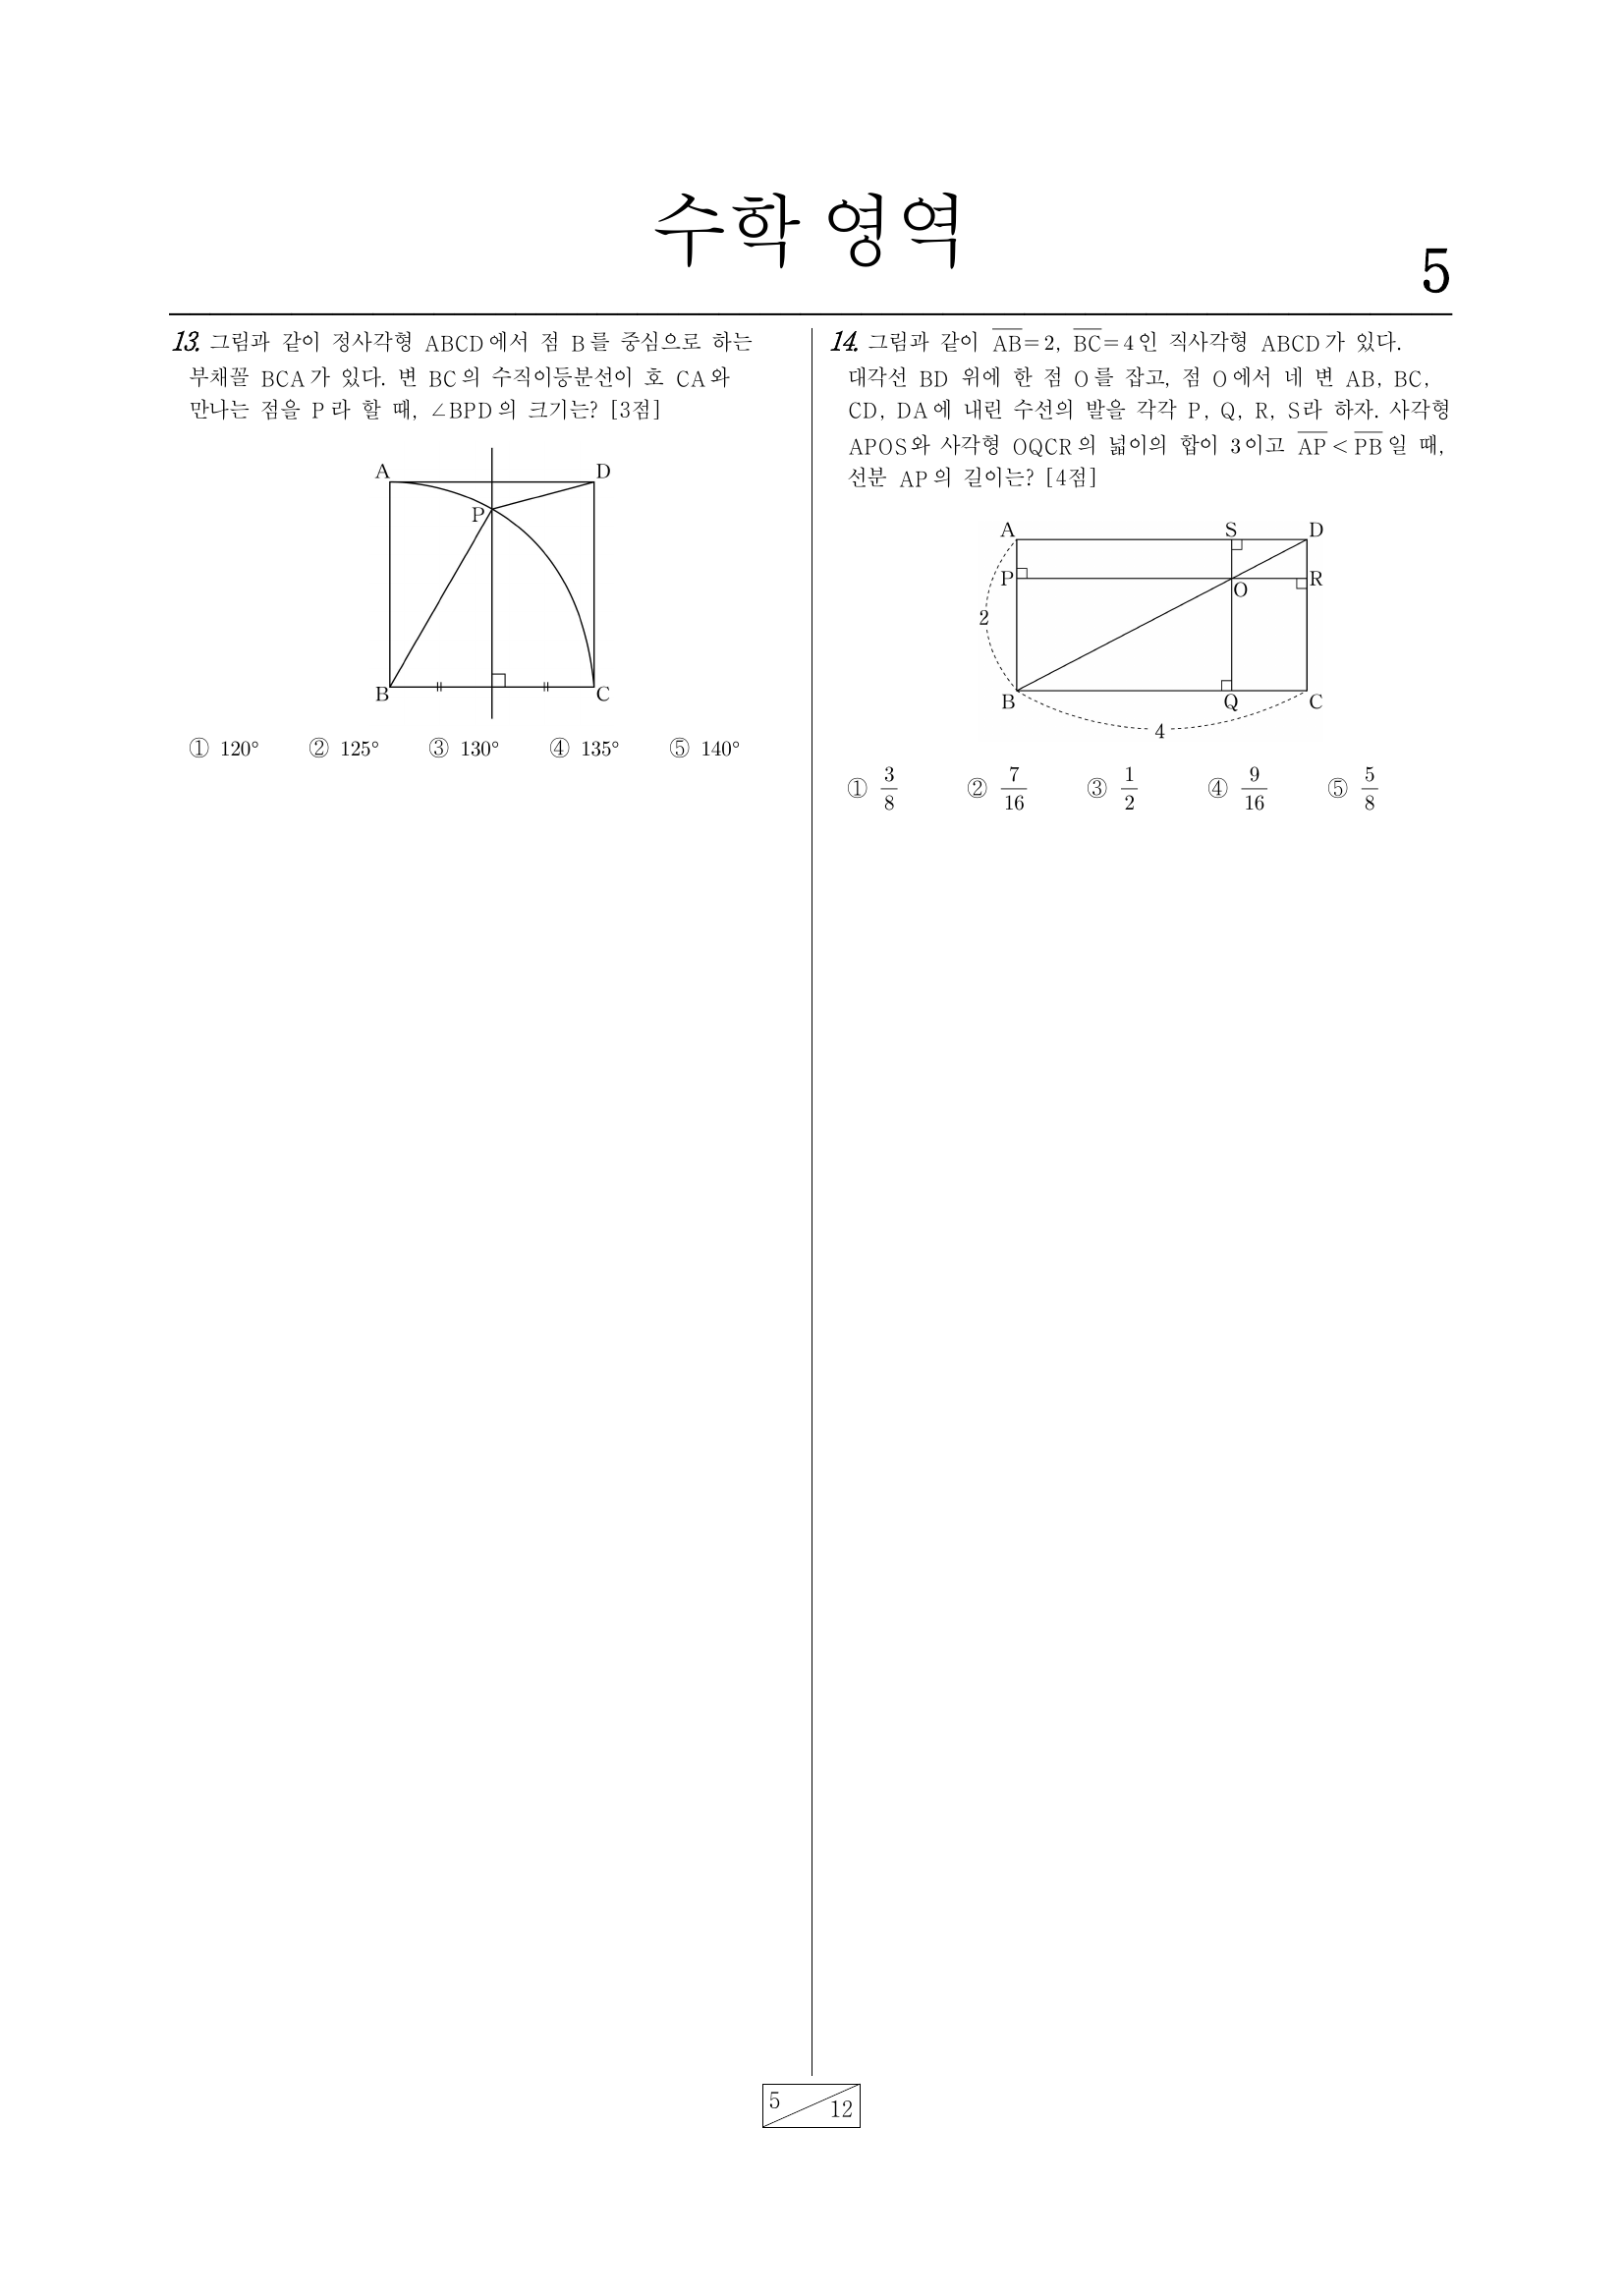 수학 영역
5
13. 그림과 같이 정사각형 ABCD에서 점 B를 중심으로 하는
부채꼴 BCA가 있다. 변 BC의 수직이등분선이 호 CA와
만나는 점을 P라 할 때, ∠BPD의 크기는? [3점]
A
D
P
B
C
① 120° ② 125° ③ 130° ④ 135° ⑤ 140°
14. 그림과 같이 \overline{AB}=2, \overline{BC}=4인 직사각형 ABCD가 있다.
대각선 BD 위에 한 점 O를 잡고, 점 O에서 네 변 AB, BC,
CD, DA에 내린 수선의 발을 각각 P, Q, R, S라 하자. 사각형
APOS와 사각형 OQCR의 넓이의 합이 3이고 \overline{AP}<\overline{PB}일 때,
선분 AP의 길이는? [4점]
A S D
P O R
2
B Q C
4
① 3/8 ② 7/16 ③ 1/2 ④ 9/16 ⑤ 5/8
5 12